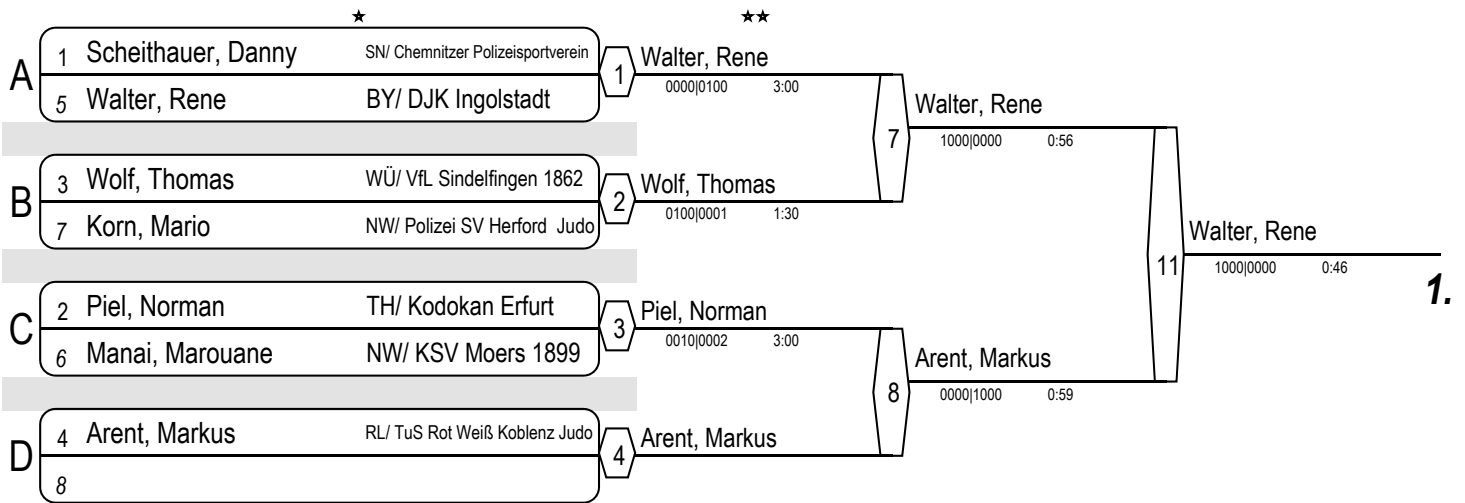 ★ ★★
A
1 Scheithauer, Danny SN/ Chemnitzer Polizeisportverein
5 Walter, Rene BY/ DJK Ingolstadt
1
Walter, Rene
0000|0100 3:00
B
3 Wolf, Thomas WÜ/ VfL Sindelfingen 1862
7 Korn, Mario NW/ Polizei SV Herford Judo
2
Wolf, Thomas
0100|0001 1:30
7
Walter, Rene
1000|0000 0:56
C
2 Piel, Norman TH/ Kodokan Erfurt
6 Manai, Marouane NW/ KSV Moers 1899
3
Piel, Norman
0010|0002 3:00
D
4 Arent, Markus RL/ TuS Rot Weiß Koblenz Judo
8
4
Arent, Markus
8
Arent, Markus
0000|1000 0:59
11
Walter, Rene
1000|0000 0:46
1.